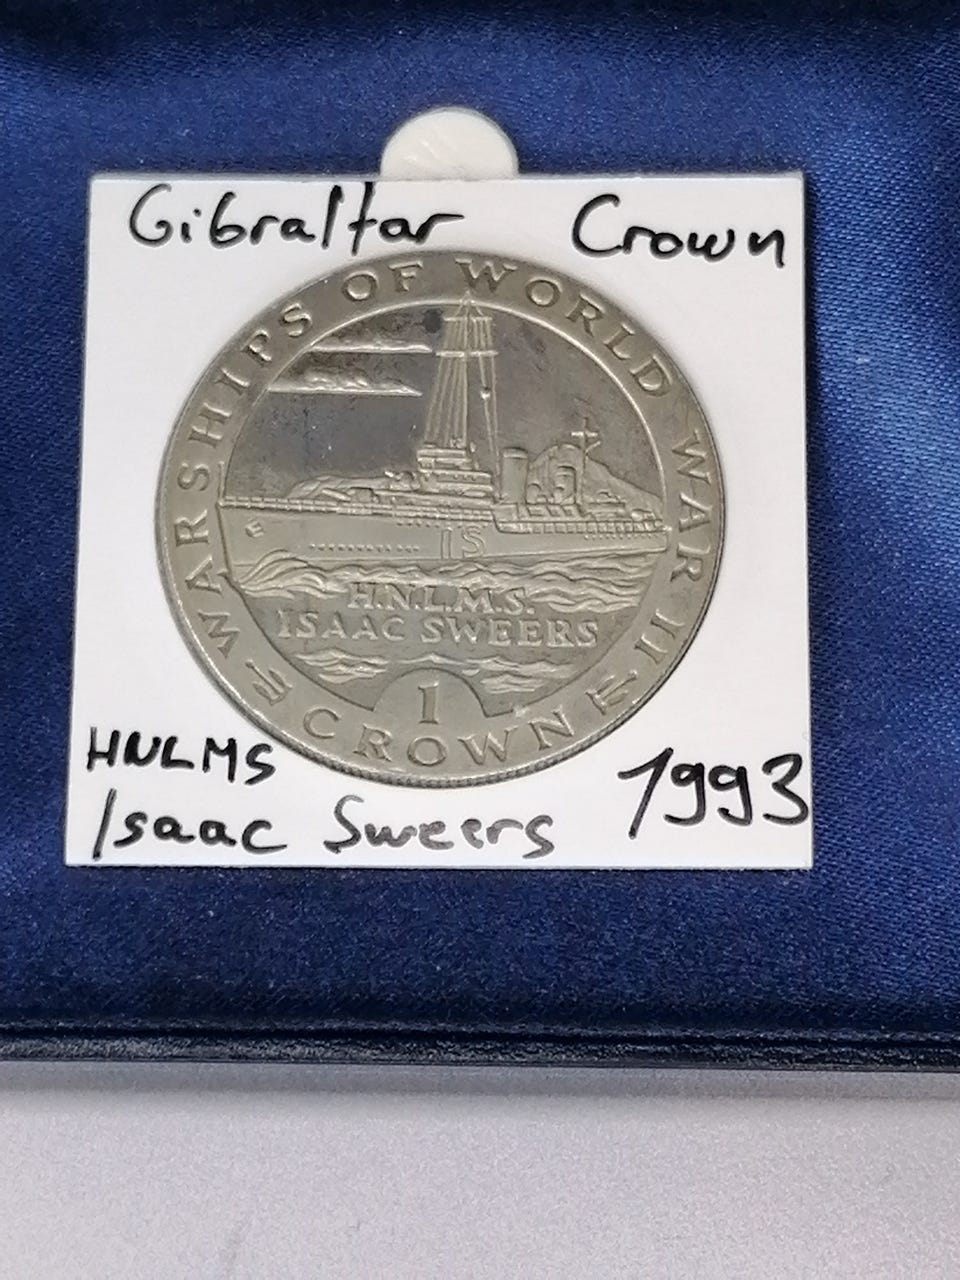 Gibraltar Crown
WARSHIPS OF WORLD WAR II
IS
H.N.L.M.S.
ISAAC SWEERS
1
CROWN
HNLMS
Isaac Sweers 1993